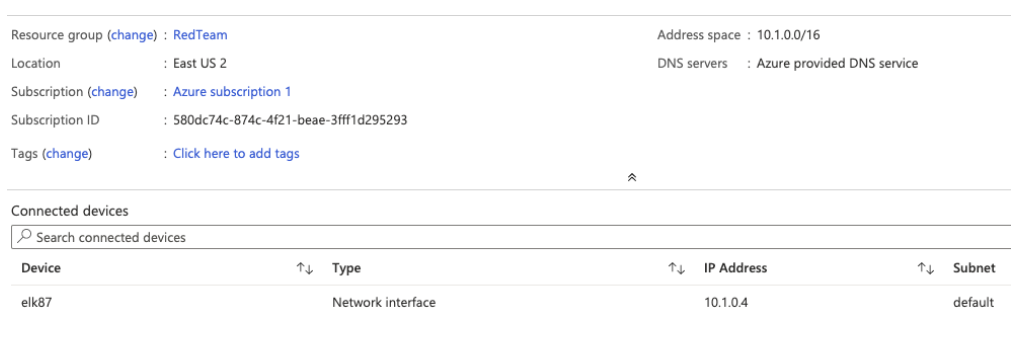 Resource group (change) : RedTeam
Address space : 10.1.0.0/16
Location : East US 2
DNS servers : Azure provided DNS service
Subscription (change) : Azure subscription 1
Subscription ID : 580dc74c-874c-4f21-beae-3fff1d295293
Tags (change) : Click here to add tags
Connected devices
Search connected devices
Device ↑↓ Type ↑↓ IP Address ↑↓ Subnet
elk87 Network interface 10.1.0.4 default